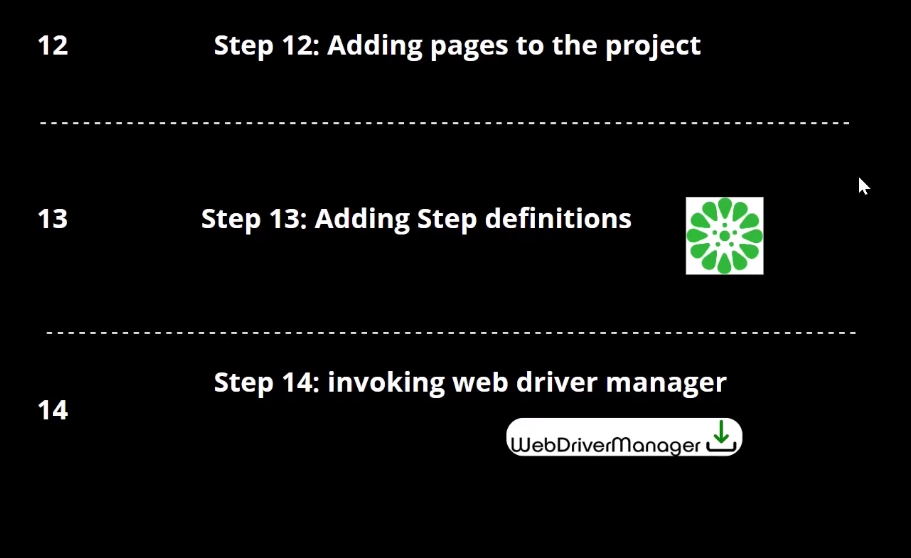 12
Step 12: Adding pages to the project
13
Step 13: Adding Step definitions
Step 14: invoking web driver manager
14
WebDriverManager